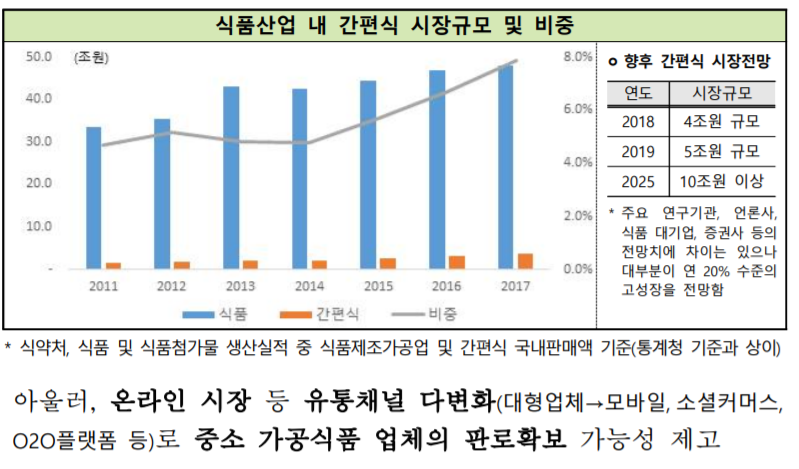 식품산업 내 간편식 시장규모 및 비중
50.0 (조원) 8.0%
40.0 6.0%
30.0 4.0%
20.0
10.0 2.0%
- 0.0%
2011 2012 2013 2014 2015 2016 2017
식품 간편식 비중
ㅇ 향후 간편식 시장전망
연도 시장규모
2018 4조원 규모
2019 5조원 규모
2025 10조원 이상
* 주요 연구기관, 언론사,
식품 대기업, 증권사 등의
전망치에 차이는 있으나
대부분이 연 20% 수준의
고성장을 전망함
* 식약처, 식품 및 식품첨가물 생산실적 중 식품제조가공업 및 간편식 국내판매액 기준(통계청 기준과 상이)
아울러, 온라인 시장 등 유통채널 다변화(대형업체→모바일, 소셜커머스,
O2O플랫폼 등)로 중소 가공식품 업체의 판로확보 가능성 제고